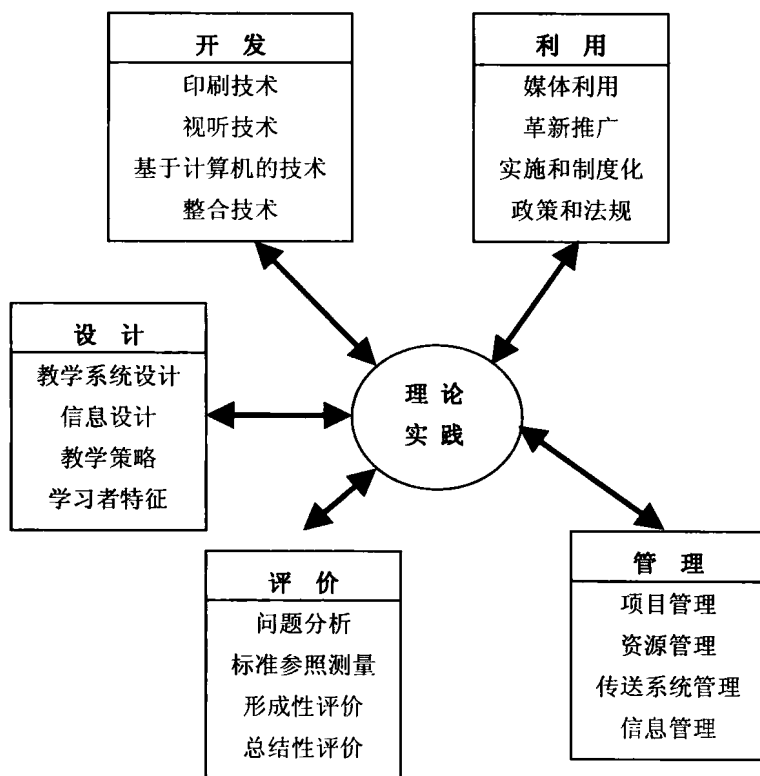 开 发
印刷技术
视听技术
基于计算机的技术
整合技术
利 用
媒体利用
革新推广
实施和制度化
政策和法规
设 计
教学系统设计
信息设计
教学策略
学习者特征
理 论
实 践
评 价
问题分析
标准参照测量
形成性评价
总结性评价
管 理
项目管理
资源管理
传送系统管理
信息管理